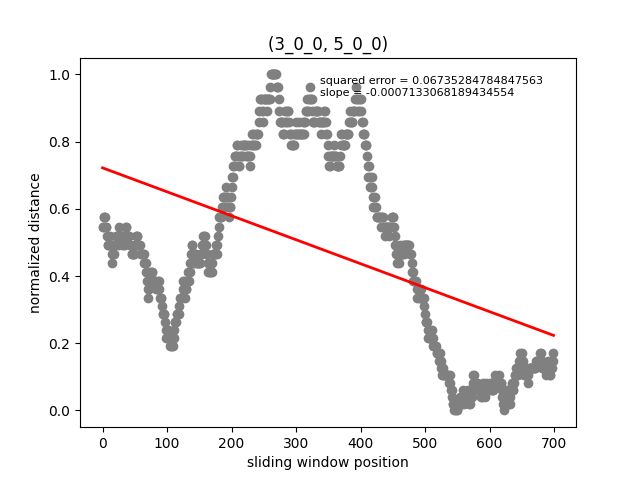 (3_0_0, 5_0_0)
squared error = 0.06735284784847563
slope = -0.0007133068189434554
normalized distance
1.0
0.8
0.6
0.4
0.2
0.0
0 100 200 300 400 500 600 700
sliding window position